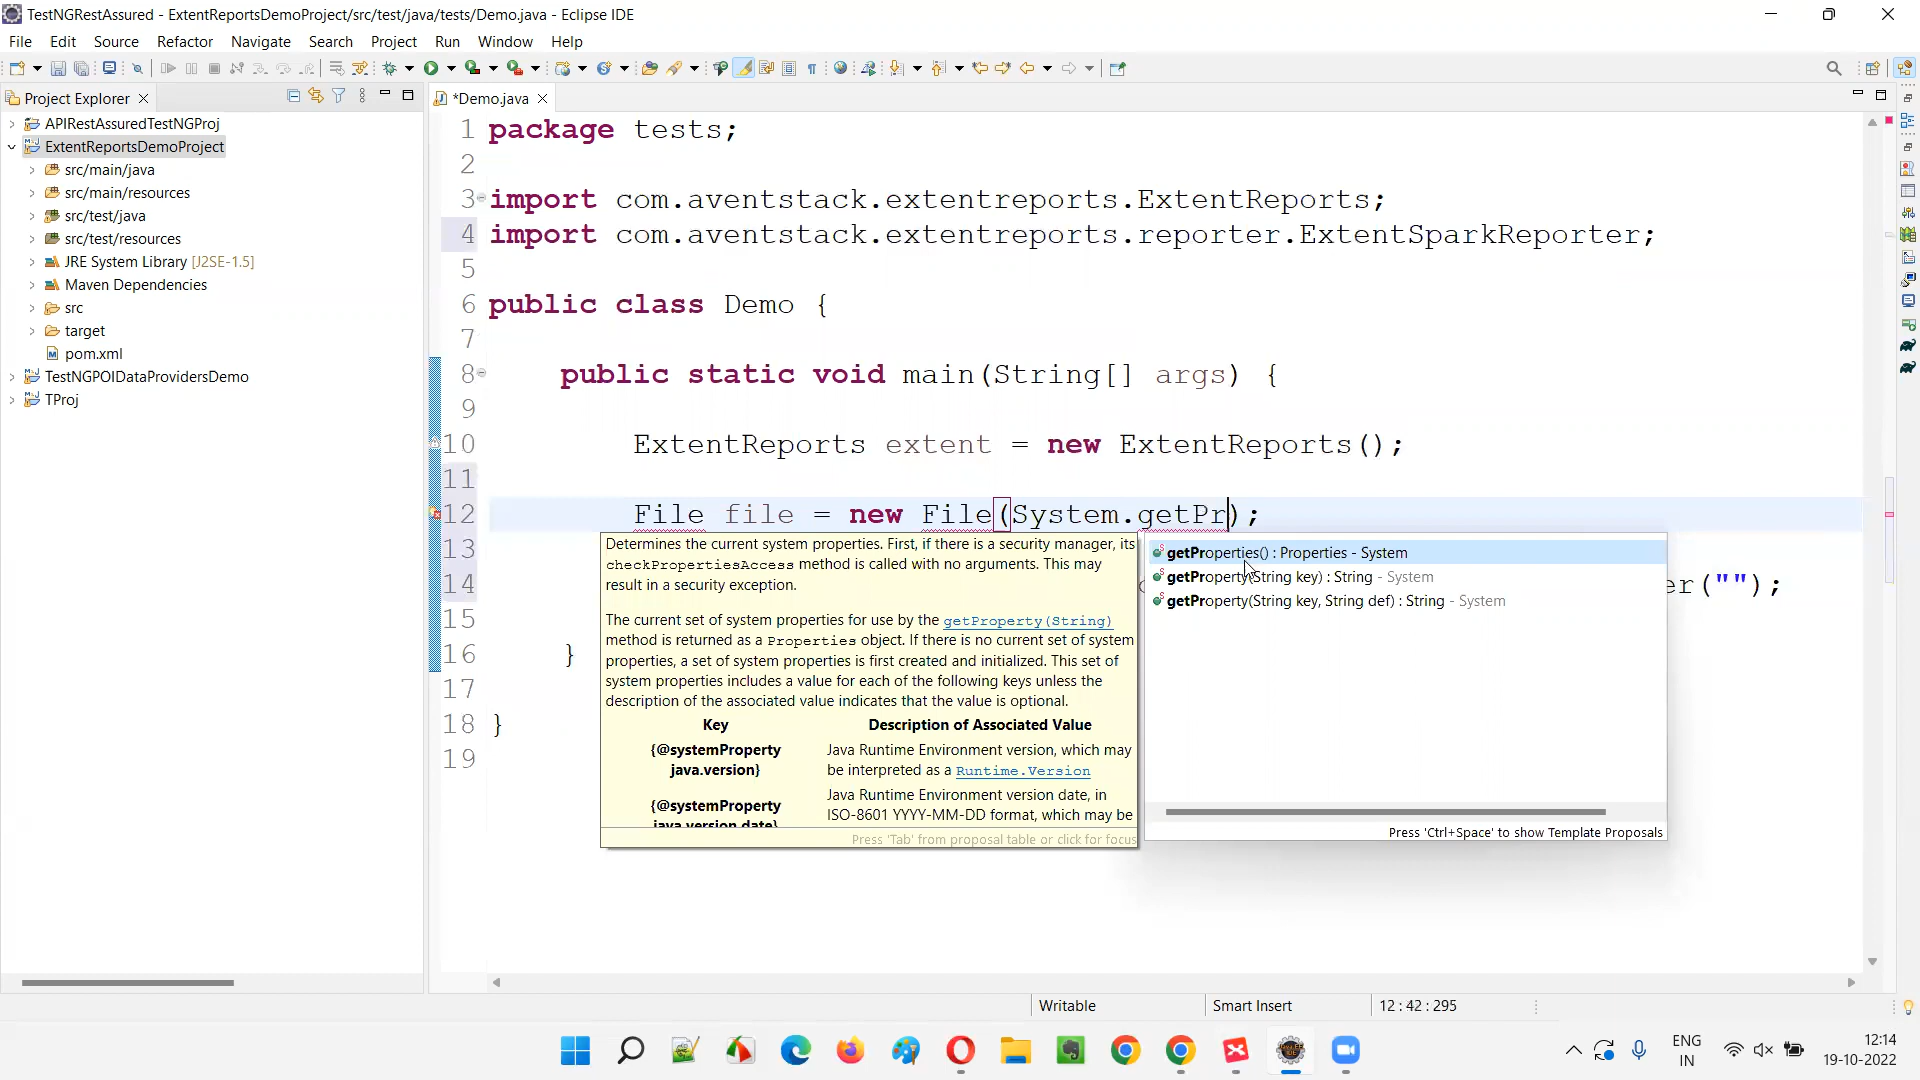 TestNGRestAssured - ExtentReportsDemoProject/src/test/java/tests/Demo.java - Eclipse IDE
File Edit Source Refactor Navigate Search Project Run Window Help
Project Explorer
APIRestAssuredTestNGProj
ExtentReportsDemoProject
src/main/java
src/main/resources
src/test/java
src/test/resources
JRE System Library [J2SE-1.5]
Maven Dependencies
src
target
pom.xml
TestNGPOIDataProvidersDemo
TProj
*Demo.java
1 package tests;
2
3 import com.aventstack.extentreports.ExtentReports;
4 import com.aventstack.extentreports.reporter.ExtentSparkReporter;
5
6 public class Demo {
7
8 public static void main(String[] args) {
9
10 ExtentReports extent = new ExtentReports();
11
12 File file = new File(System.getPr);
13
14 er("");
15
16 }
17
18 }
19
Determines the current system properties. First, if there is a security manager, its
checkPropertiesAccess method is called with no arguments. This may
result in a security exception.
The current set of system properties for use by the getProperty(String)
method is returned as a Properties object. If there is no current set of system
properties, a set of system properties is first created and initialized. This set of
system properties includes a value for each of the following keys unless the
description of the associated value indicates that the value is optional.
Key Description of Associated Value
{@systemProperty java.version} Java Runtime Environment version, which may
be interpreted as a Runtime.Version
{@systemProperty java.version.date} Java Runtime Environment version date, in
ISO-8601 YYYY-MM-DD format, which may be
Press 'Tab' from proposal table or click for focus
getProperties() : Properties - System
getProperty(String key) : String - System
getProperty(String key, String def) : String - System
Press 'Ctrl+Space' to show Template Proposals
Writable Smart Insert 12 : 42 : 295
ENG
IN
12:14
19-10-2022